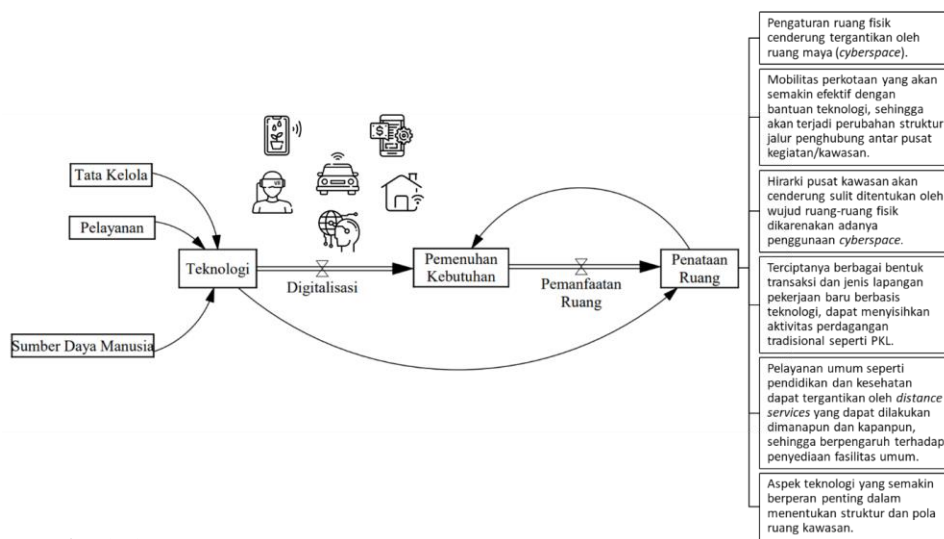 Tata Kelola
Pelayanan
Sumber Daya Manusia
Teknologi
Digitalisasi
Pemenuhan
Kebutuhan
Pemanfaatan
Ruang
Penataan
Ruang
Pengaturan ruang fisik
cenderung tergantikan oleh
ruang maya (cyberspace).
Mobilitas perkotaan yang akan
semakin efektif dengan
bantuan teknologi, sehingga
akan terjadi perubahan struktur
jalur penghubung antar pusat
kegiatan/kawasan.
Hirarki pusat kawasan akan
cenderung sulit ditentukan oleh
wujud ruang-ruang fisik
dikarenakan adanya
penggunaan cyberspace.
Terciptanya berbagai bentuk
transaksi dan jenis lapangan
pekerjaan baru berbasis
teknologi, dapat menyisihkan
aktivitas perdagangan
tradisional seperti PKL.
Pelayanan umum seperti
pendidikan dan kesehatan
dapat tergantikan oleh distance
services yang dapat dilakukan
dimanapun dan kapanpun,
sehingga berpengaruh terhadap
penyediaan fasilitas umum.
Aspek teknologi yang semakin
berperan penting dalam
menentukan struktur dan pola
ruang kawasan.